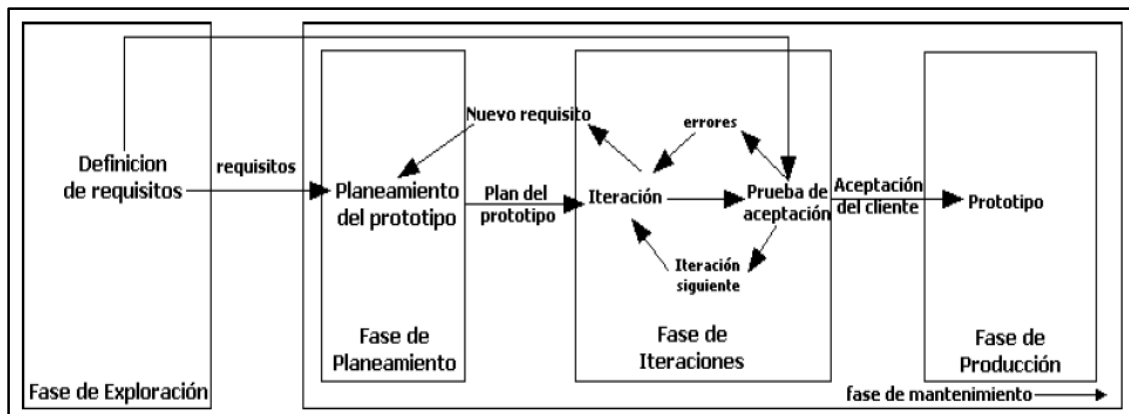 Definicion
de requisitos
requisitos
Fase de Exploración
Planeamiento
del prototipo
Fase de
Planeamiento
Nuevo requisito
Plan del
prototipo
Iteración
errores
Prueba de
aceptación
Iteración
siguiente
Fase de
Iteraciones
Aceptación
del cliente
Prototipo
Fase de
Producción
fase de mantenimiento